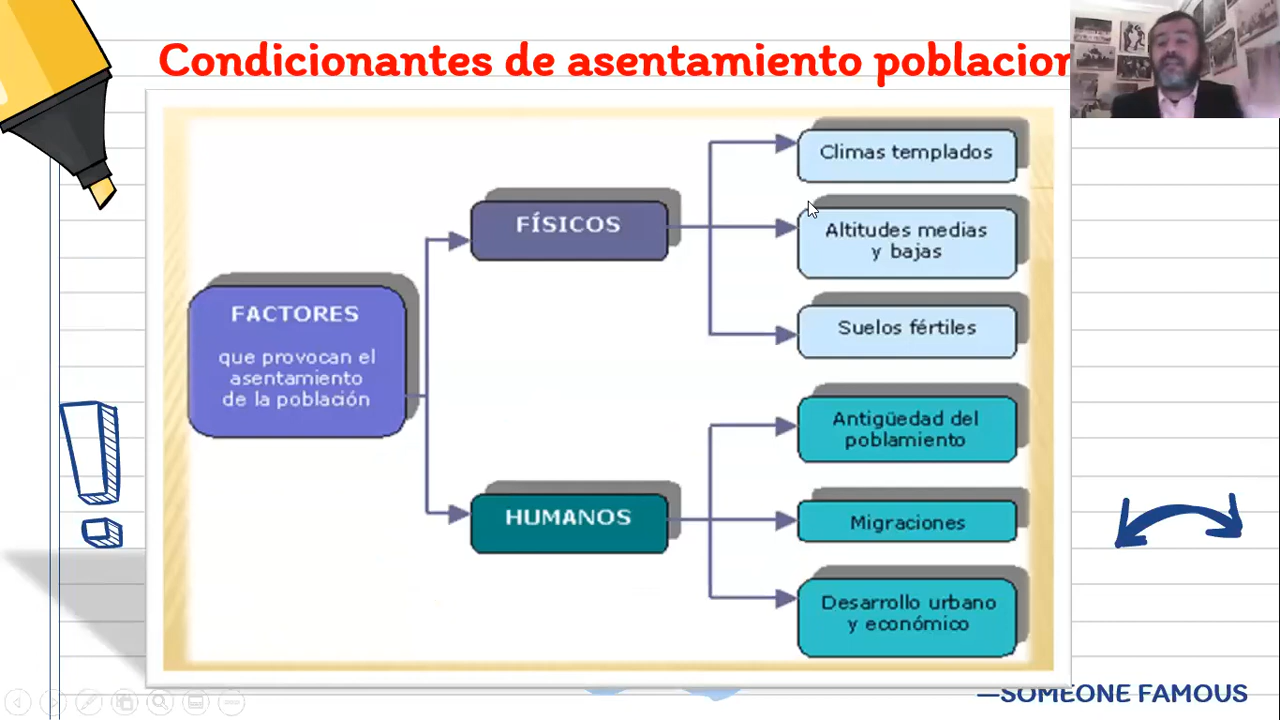 Condicionantes de asentamiento poblacion
FACTORES
que provocan el
asentamiento
de la población
FÍSICOS
Climas templados
Altitudes medias
y bajas
Suelos fértiles
HUMANOS
Antigüedad del
poblamiento
Migraciones
Desarrollo urbano
y económico
—SOMEONE FAMOUS